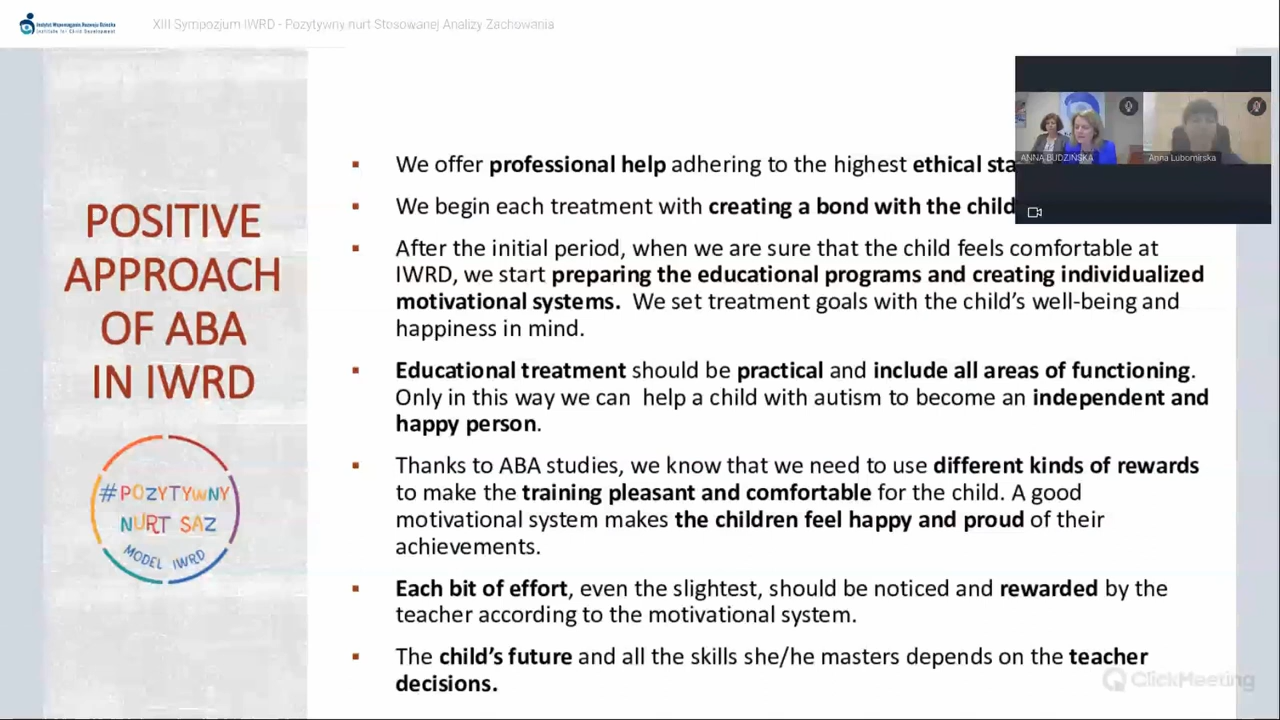 Instytut Wspomagania Rozwoju Dziecka
Institute for Child Development
XIII Sympozjum IWRD - Pozytywny nurt Stosowanej Analizy Zachowania
POSITIVE
APPROACH
OF ABA
IN IWRD
#POZYTYWNY
NURT SAZ
MODEL IWRD
▪ We offer professional help adhering to the highest ethical sta
▪ We begin each treatment with creating a bond with the child
▪ After the initial period, when we are sure that the child feels comfortable at
IWRD, we start preparing the educational programs and creating individualized
motivational systems. We set treatment goals with the child's well-being and
happiness in mind.
▪ Educational treatment should be practical and include all areas of functioning.
Only in this way we can help a child with autism to become an independent and
happy person.
▪ Thanks to ABA studies, we know that we need to use different kinds of rewards
to make the training pleasant and comfortable for the child. A good
motivational system makes the children feel happy and proud of their
achievements.
▪ Each bit of effort, even the slightest, should be noticed and rewarded by the
teacher according to the motivational system.
▪ The child's future and all the skills she/he masters depends on the teacher
decisions.
ANNA BUDZIŃSKA
Anna Lubomirska
ClickMeeting